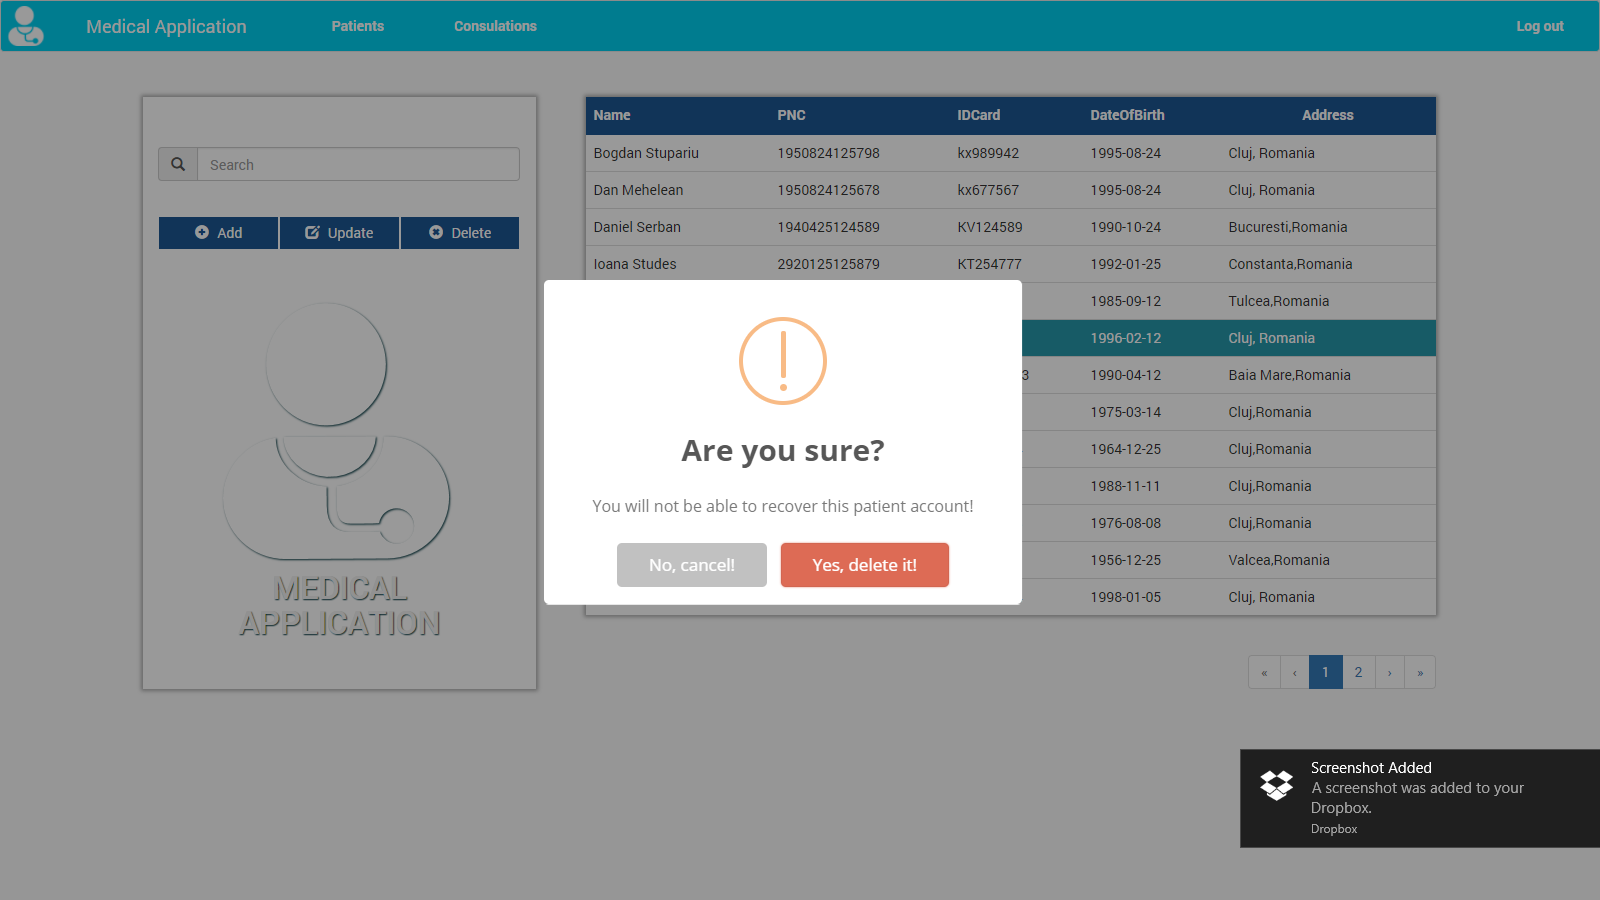 Medical Application Patients Consulations Log out
Search
Add Update Delete
MEDICAL
APPLICATION
Name PNC IDCard DateOfBirth Address
Bogdan Stupariu 1950824125798 kx989942 1995-08-24 Cluj, Romania
Dan Mehelean 1950824125678 kx677567 1995-08-24 Cluj, Romania
Daniel Serban 1940425124589 KV124589 1990-10-24 Bucuresti,Romania
Ioana Studes 2920125125879 KT254777 1992-01-25 Constanta,Romania
1985-09-12 Tulcea,Romania
1996-02-12 Cluj, Romania
3 1990-04-12 Baia Mare,Romania
1975-03-14 Cluj,Romania
1964-12-25 Cluj,Romania
1988-11-11 Cluj,Romania
1976-08-08 Cluj,Romania
1956-12-25 Valcea,Romania
1998-01-05 Cluj, Romania
Are you sure?
You will not be able to recover this patient account!
No, cancel! Yes, delete it!
« ‹ 1 2 › »
Screenshot Added
A screenshot was added to your
Dropbox.
Dropbox